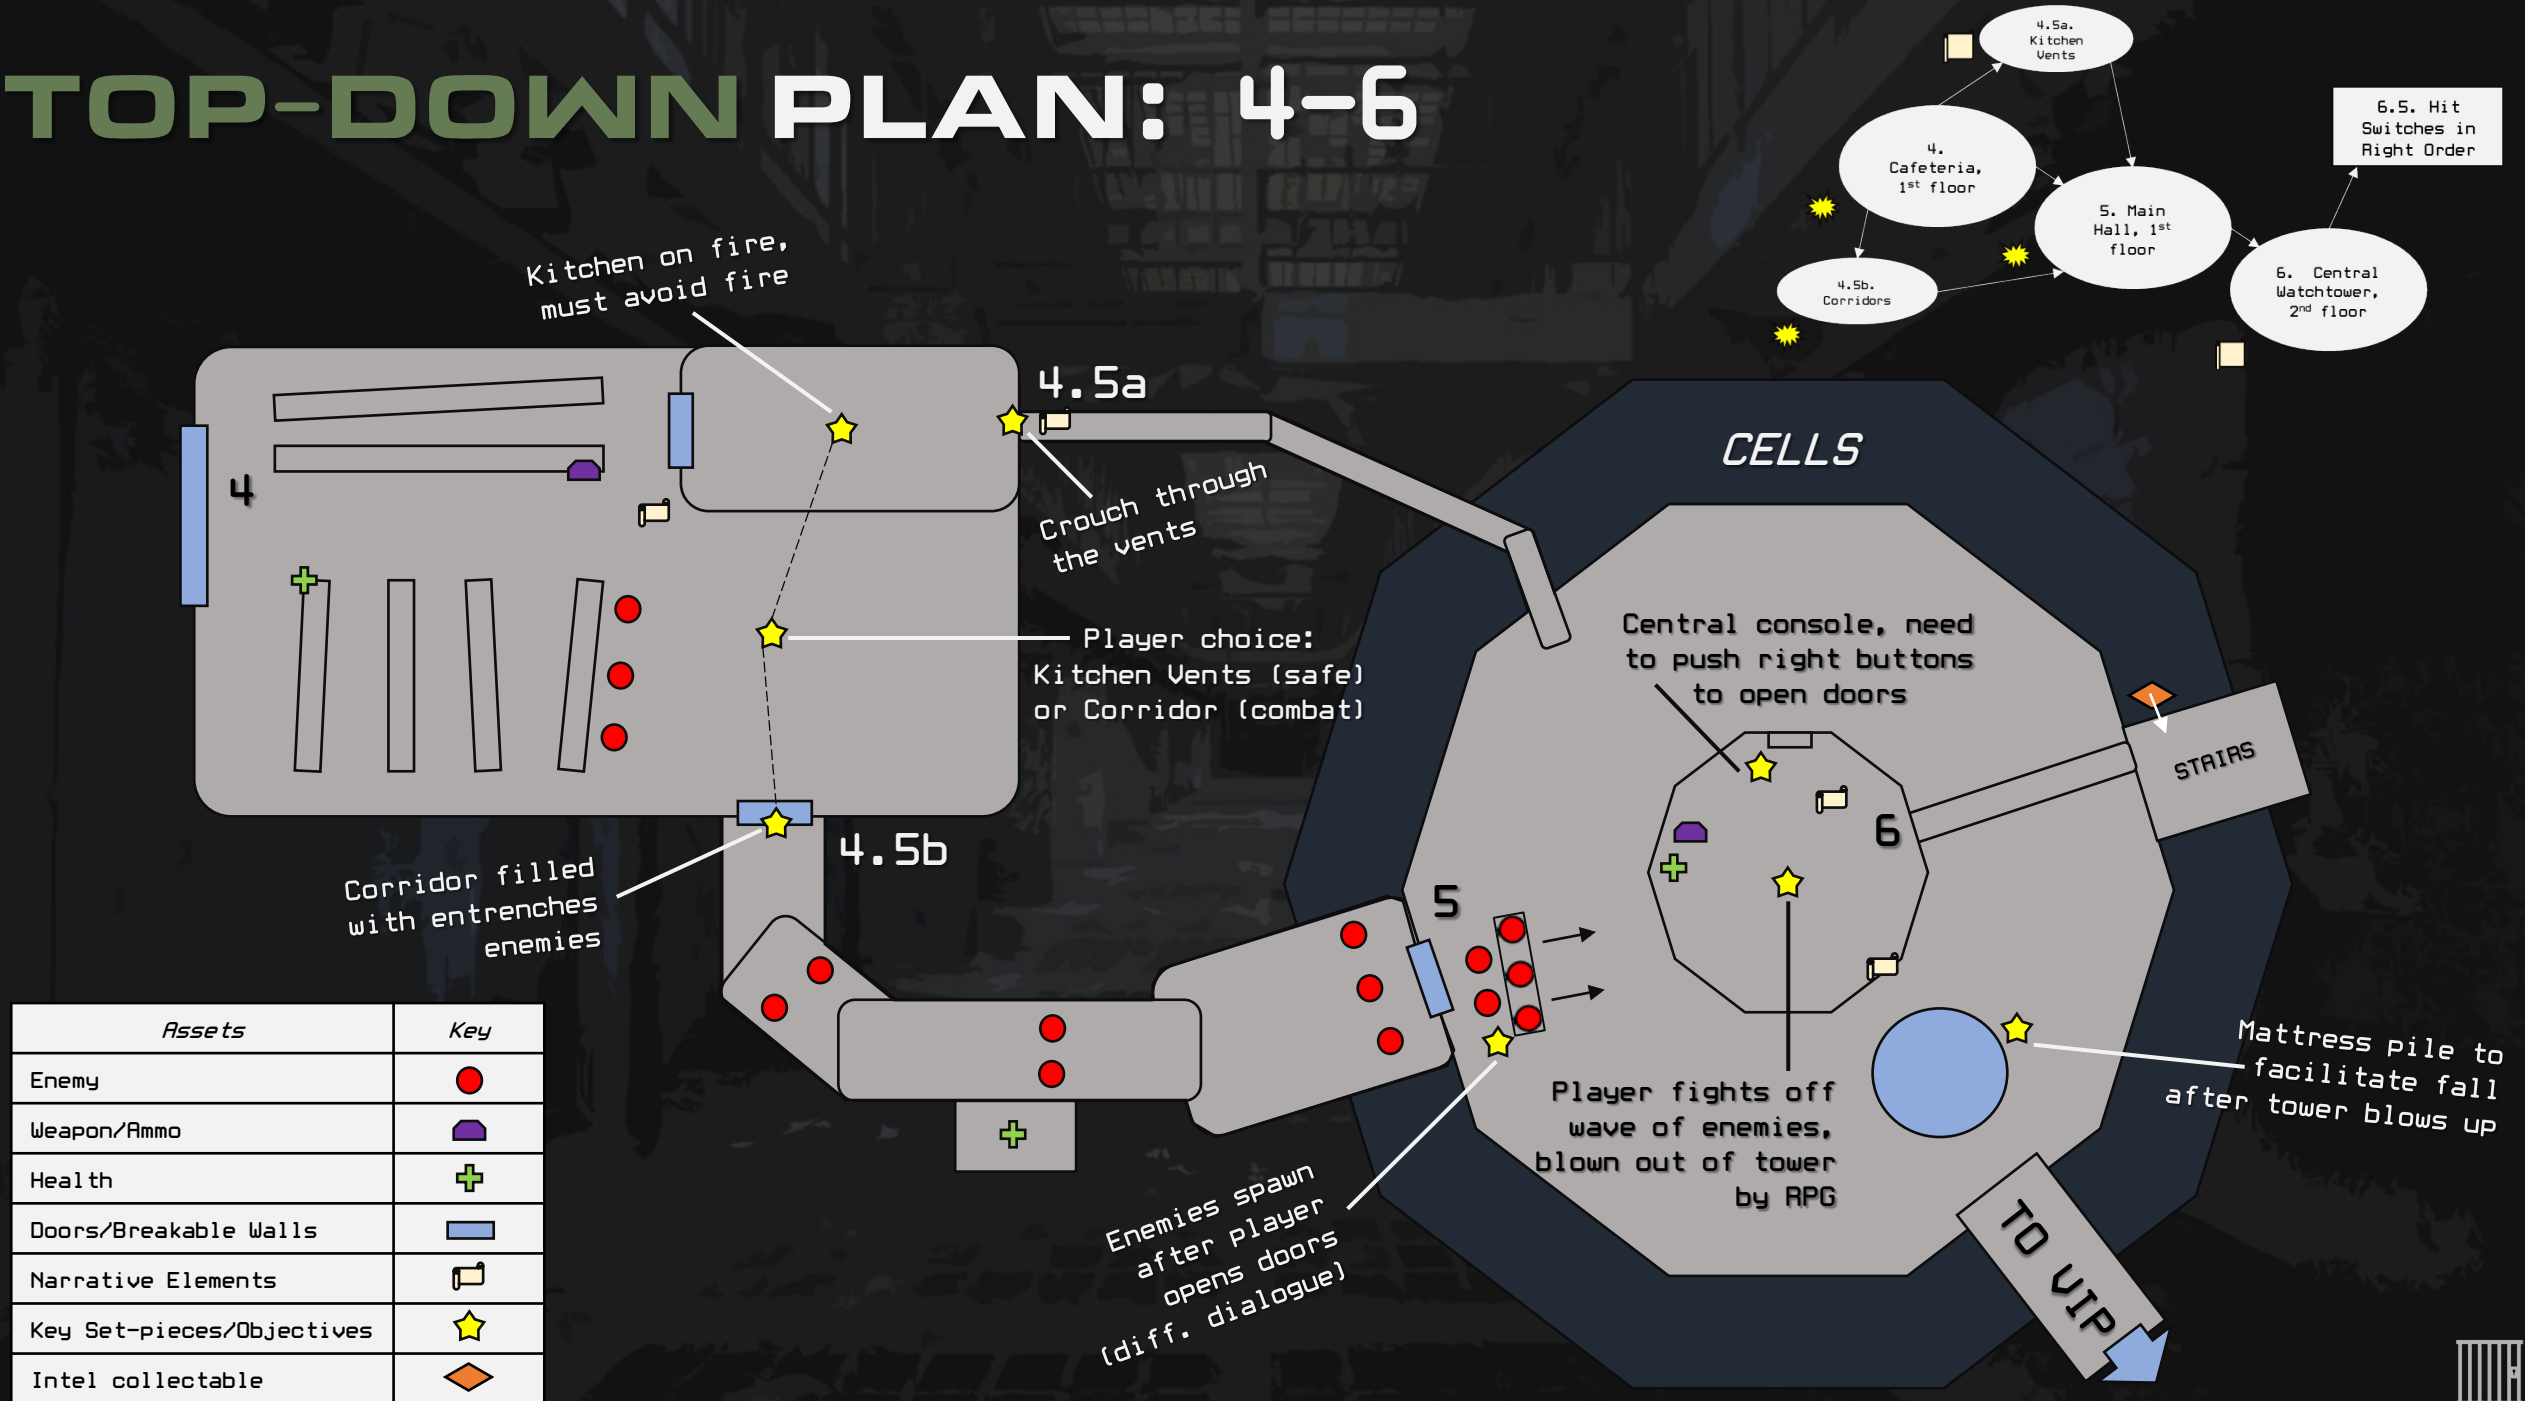 TOP-DOWN PLAN: 4-6
4.5a.
Kitchen
Vents
4.
Cafeteria,
1st floor
4.5b.
Corridors
5. Main
Hall, 1st
floor
6. Central
Watchtower,
2nd floor
6.5. Hit
Switches in
Right Order
Kitchen on fire,
must avoid fire
4.5a
4
Crouch through
the vents
Player choice:
Kitchen Vents (safe)
or Corridor (combat)
4.5b
Corridor filled
with entrenches
enemies
CELLS
Central console, need
to push right buttons
to open doors
STAIRS
6
5
Player fights off
wave of enemies,
blown out of tower
by RPG
Mattress pile to
facilitate fall
after tower blows up
Enemies spawn
after player
opens doors
(diff. dialogue)
TO VIP
Assets Key
Enemy
Weapon/Ammo
Health
Doors/Breakable Walls
Narrative Elements
Key Set-pieces/Objectives
Intel collectable